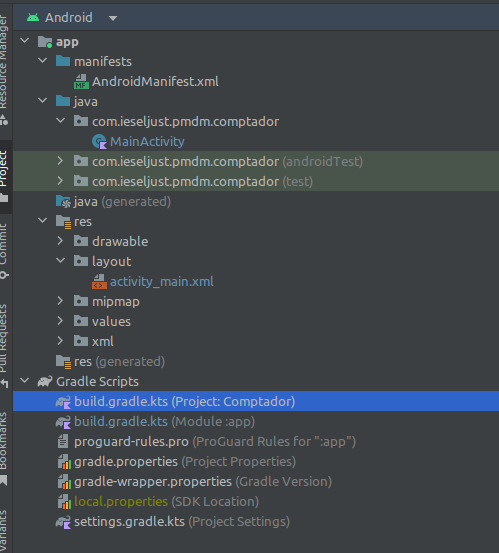 Android
app
manifests
AndroidManifest.xml
java
com.ieseljust.pmdm.comptador
MainActivity
com.ieseljust.pmdm.comptador (androidTest)
com.ieseljust.pmdm.comptador (test)
java (generated)
res
drawable
layout
activity_main.xml
mipmap
values
xml
res (generated)
Gradle Scripts
build.gradle.kts (Project: Comptador)
build.gradle.kts (Module :app)
proguard-rules.pro (ProGuard Rules for ":app")
gradle.properties (Project Properties)
gradle-wrapper.properties (Gradle Version)
local.properties (SDK Location)
settings.gradle.kts (Project Settings)
Resource Manager
Project
Commit
Pull Requests
Bookmarks
Variants